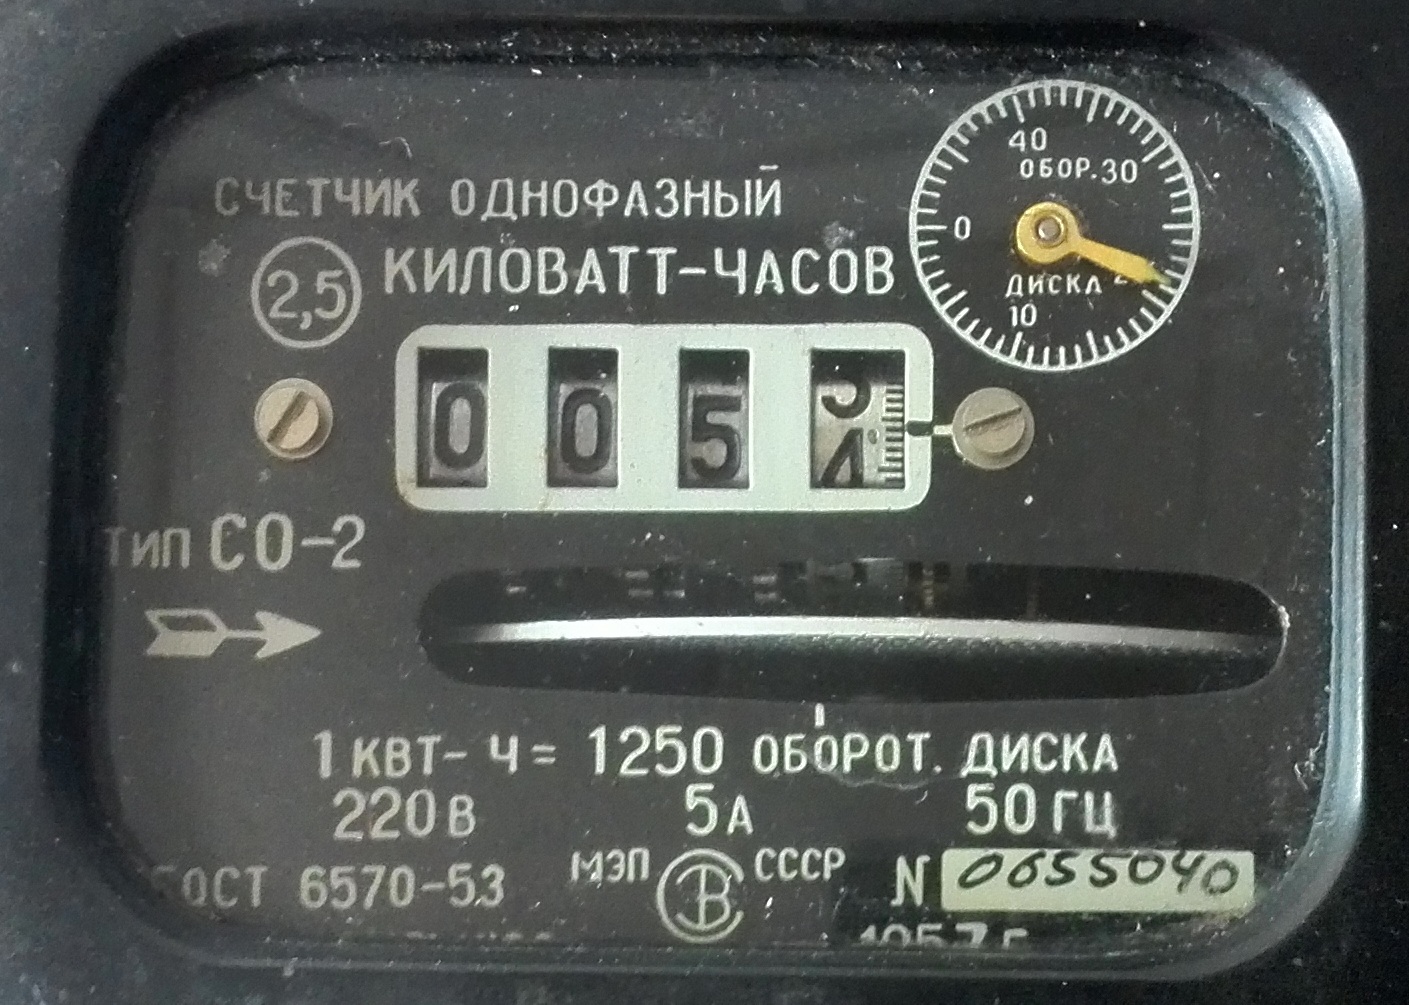 40
ОБОР.30
СЧЕТЧИК ОДНОФАЗНЫЙ
0
2,5 КИЛОВАТТ-ЧАСОВ
ДИСКА
10
0 0 5
ТИП СО-2
1 КВТ- Ч = 1250 ОБОРОТ. ДИСКА
220 В 5 А 50 ГЦ
ГОСТ 6570-53 МЭП СССР N 0655040